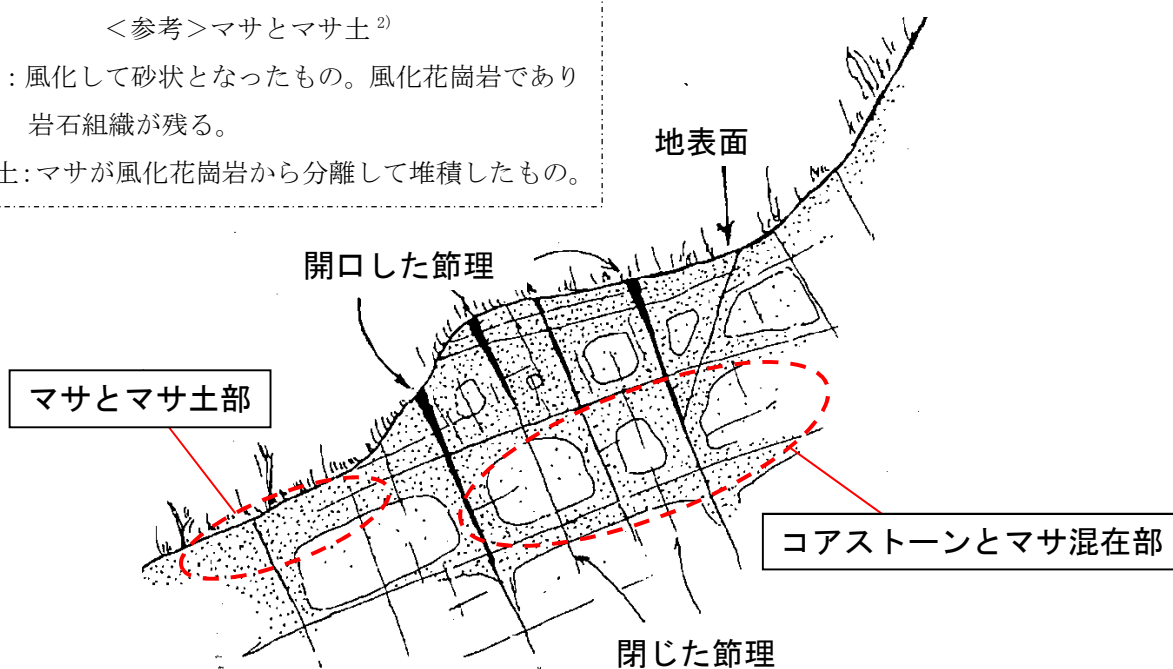 ＜参考＞マサとマサ土 2)
：風化して砂状となったもの。風化花崗岩であり
岩石組織が残る。
土：マサが風化花崗岩から分離して堆積したもの。
地表面
開口した節理
マサとマサ土部
コアストーンとマサ混在部
閉じた節理